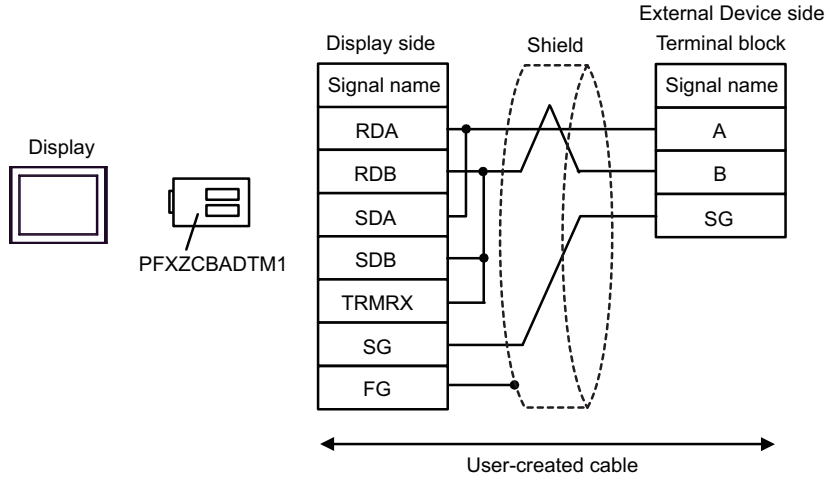 External Device side
Display side
Shield
Terminal block
Signal name
Signal name
RDA
A
RDB
B
SDA
SG
SDB
TRMRX
SG
FG
Display
PFXZCBADTM1
User-created cable